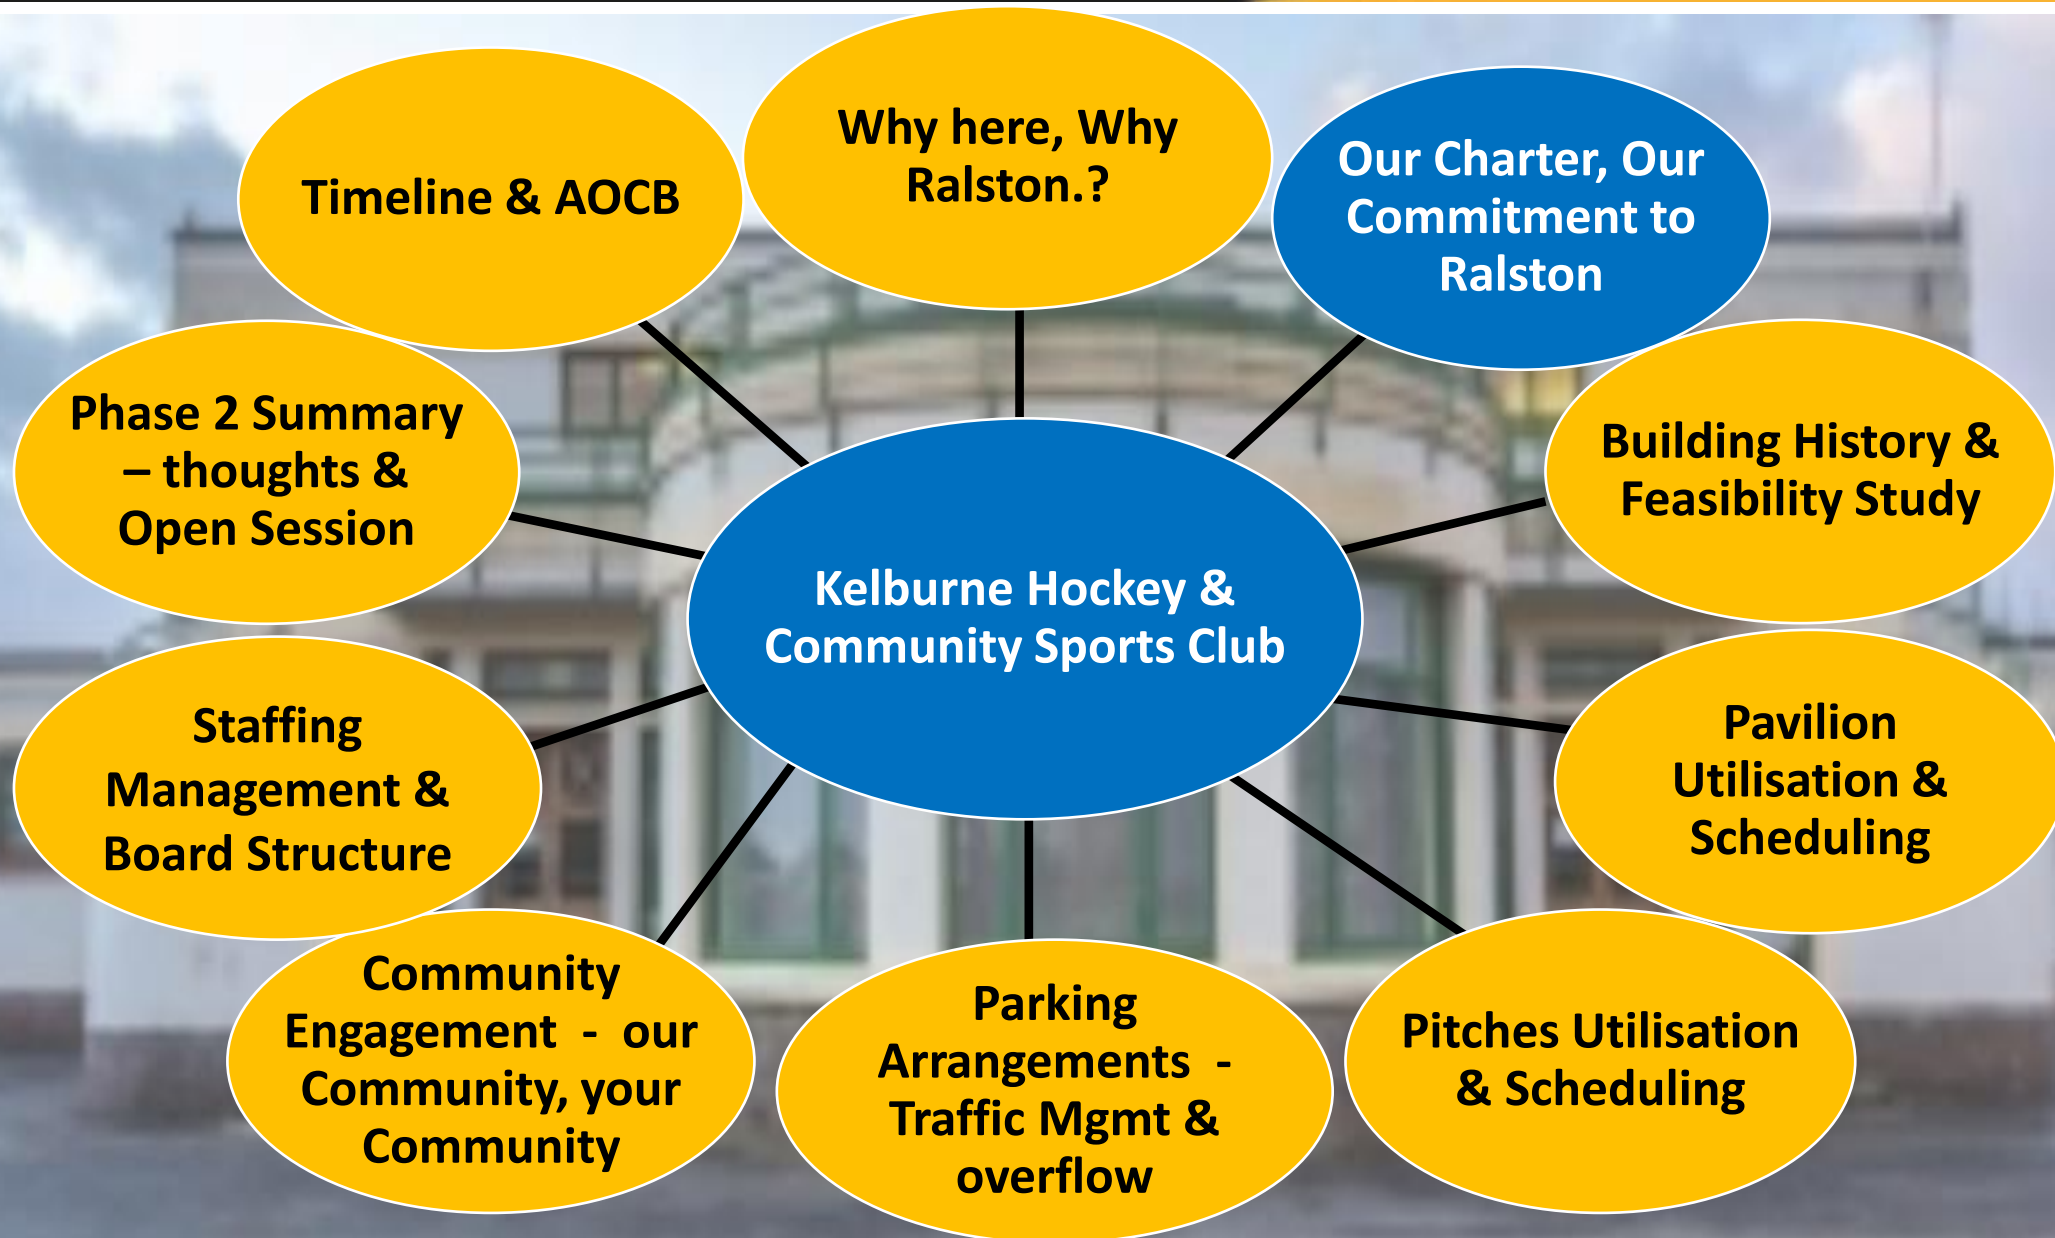 Why here, Why
Ralston.?
Our Charter, Our
Commitment to
Ralston
Building History &
Feasibility Study
Pavilion
Utilisation &
Scheduling
Pitches Utilisation
& Scheduling
Parking
Arrangements  -
Traffic Mgmt &
overflow
Community
Engagement  -  our
Community, your
Community
Staffing
Management &
Board Structure
Phase 2 Summary
– thoughts &
Open Session
Timeline & AOCB
Kelburne Hockey &
Community Sports Club